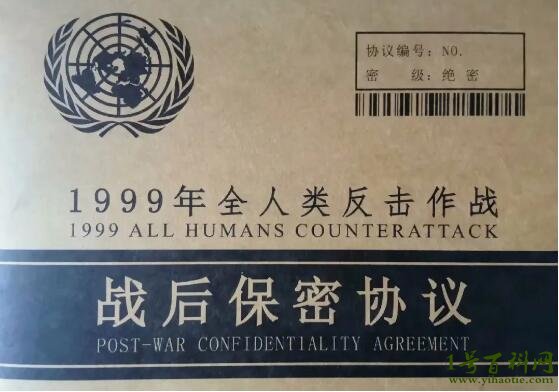 协议编号: NO.
密 级: 绝密
1999年全人类反击作战
1999 ALL HUMANS COUNTERATTACK
战后保密协议
POST-WAR CONFIDENTIALITY AGREEMENT
1号百科网
www.yihaotie.com